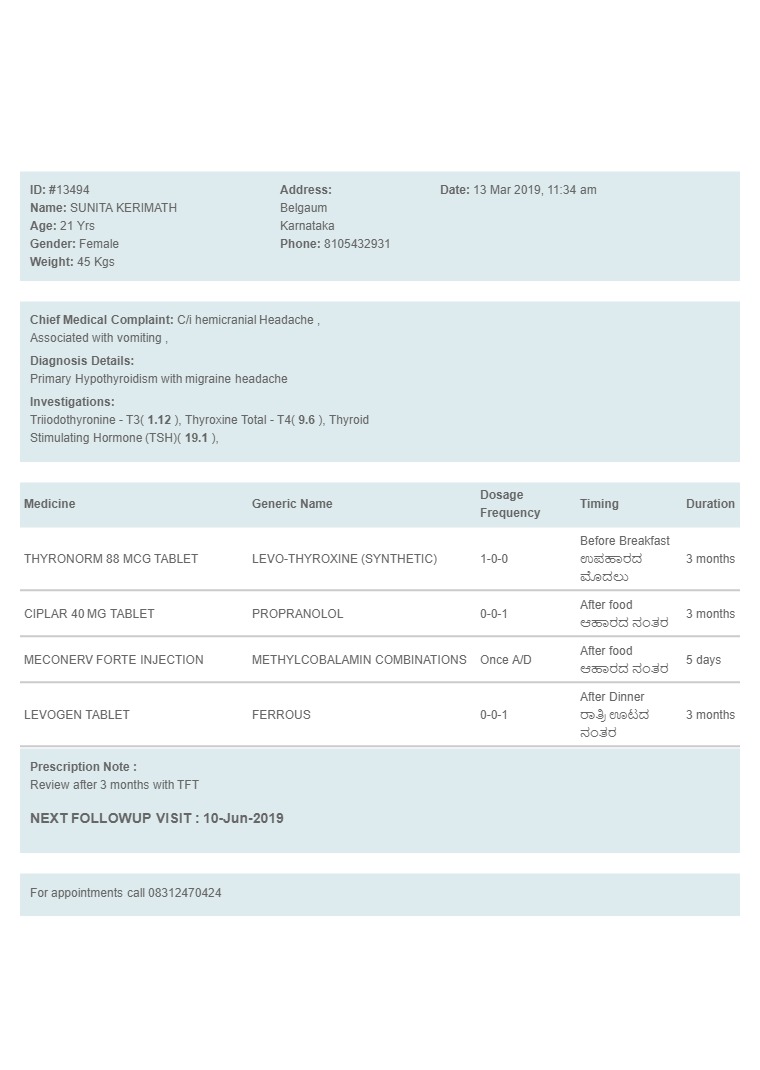 ID: #13494
Name: SUNITA KERIMATH
Age: 21 Yrs
Gender: Female
Weight: 45 Kgs
Address:
Belgaum
Karnataka
Phone: 8105432931
Date: 13 Mar 2019, 11:34 am
Chief Medical Complaint: C/i hemicranial Headache ,
Associated with vomiting ,
Diagnosis Details:
Primary Hypothyroidism with migraine headache
Investigations:
Triiodothyronine - T3( 1.12 ), Thyroxine Total - T4( 9.6 ), Thyroid
Stimulating Hormone (TSH)( 19.1 ),
Medicine Generic Name Dosage Frequency Timing Duration
THYRONORM 88 MCG TABLET LEVO-THYROXINE (SYNTHETIC) 1-0-0 Before Breakfast ಉಪಹಾರದ ಮೊದಲು 3 months
CIPLAR 40 MG TABLET PROPRANOLOL 0-0-1 After food ಆಹಾರದ ನಂತರ 3 months
MECONERV FORTE INJECTION METHYLCOBALAMIN COMBINATIONS Once A/D After food ಆಹಾರದ ನಂತರ 5 days
LEVOGEN TABLET FERROUS 0-0-1 After Dinner ರಾತ್ರಿ ಊಟದ ನಂತರ 3 months
Prescription Note :
Review after 3 months with TFT
NEXT FOLLOWUP VISIT : 10-Jun-2019
For appointments call 08312470424